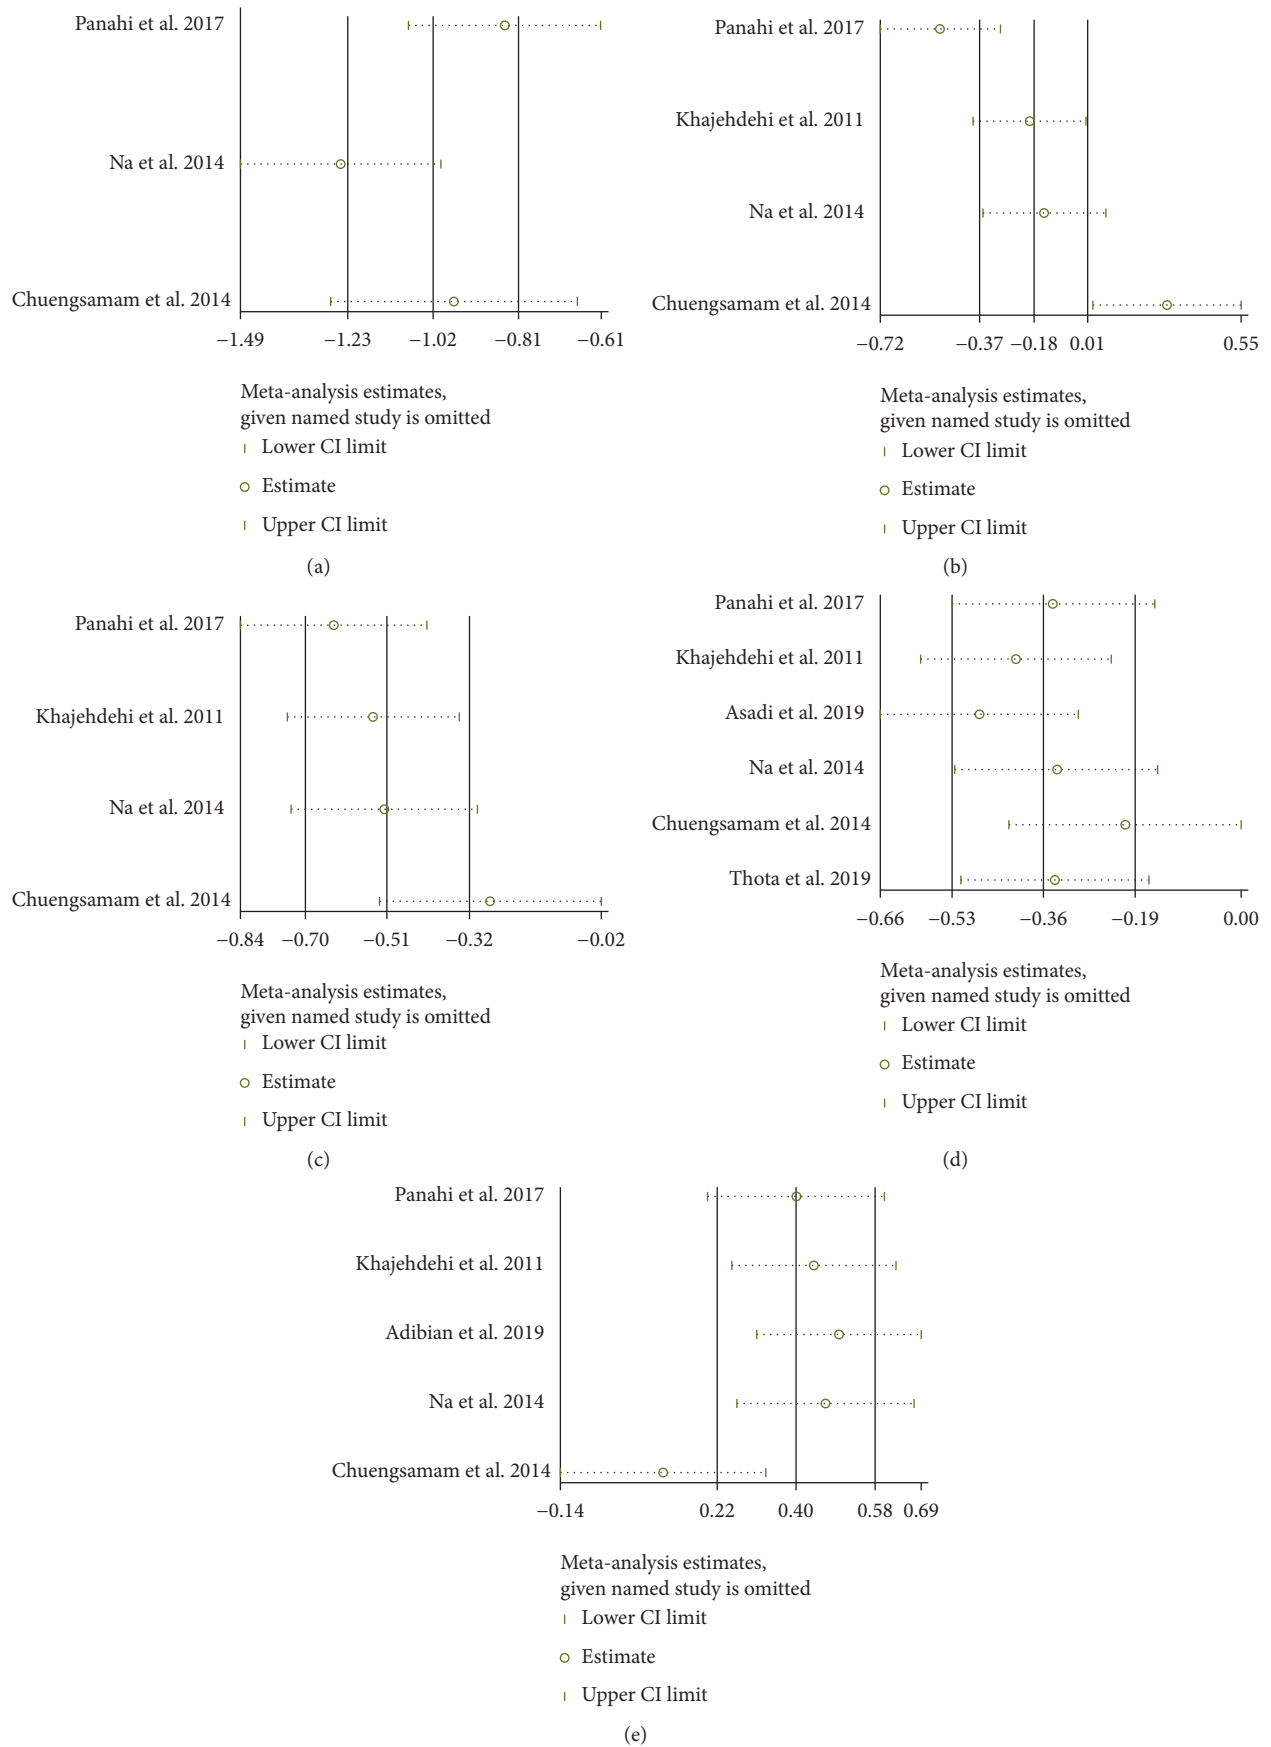 Panahi et al. 2017
Na et al. 2014
Chuengsamam et al. 2014
−1.49 −1.23 −1.02 −0.81 −0.61
Meta-analysis estimates,
given named study is omitted
Lower CI limit
Estimate
Upper CI limit
(a)
Panahi et al. 2017
Khajehdehi et al. 2011
Na et al. 2014
Chuengsamam et al. 2014
−0.72 −0.37 −0.18 0.01 0.55
Meta-analysis estimates,
given named study is omitted
Lower CI limit
Estimate
Upper CI limit
(b)
Panahi et al. 2017
Khajehdehi et al. 2011
Na et al. 2014
Chuengsamam et al. 2014
−0.84 −0.70 −0.51 −0.32 −0.02
Meta-analysis estimates,
given named study is omitted
Lower CI limit
Estimate
Upper CI limit
(c)
Panahi et al. 2017
Khajehdehi et al. 2011
Asadi et al. 2019
Na et al. 2014
Chuengsamam et al. 2014
Thota et al. 2019
−0.66 −0.53 −0.36 −0.19 0.00
Meta-analysis estimates,
given named study is omitted
Lower CI limit
Estimate
Upper CI limit
(d)
Panahi et al. 2017
Khajehdehi et al. 2011
Adibian et al. 2019
Na et al. 2014
Chuengsamam et al. 2014
−0.14 0.22 0.40 0.58 0.69
Meta-analysis estimates,
given named study is omitted
Lower CI limit
Estimate
Upper CI limit
(e)